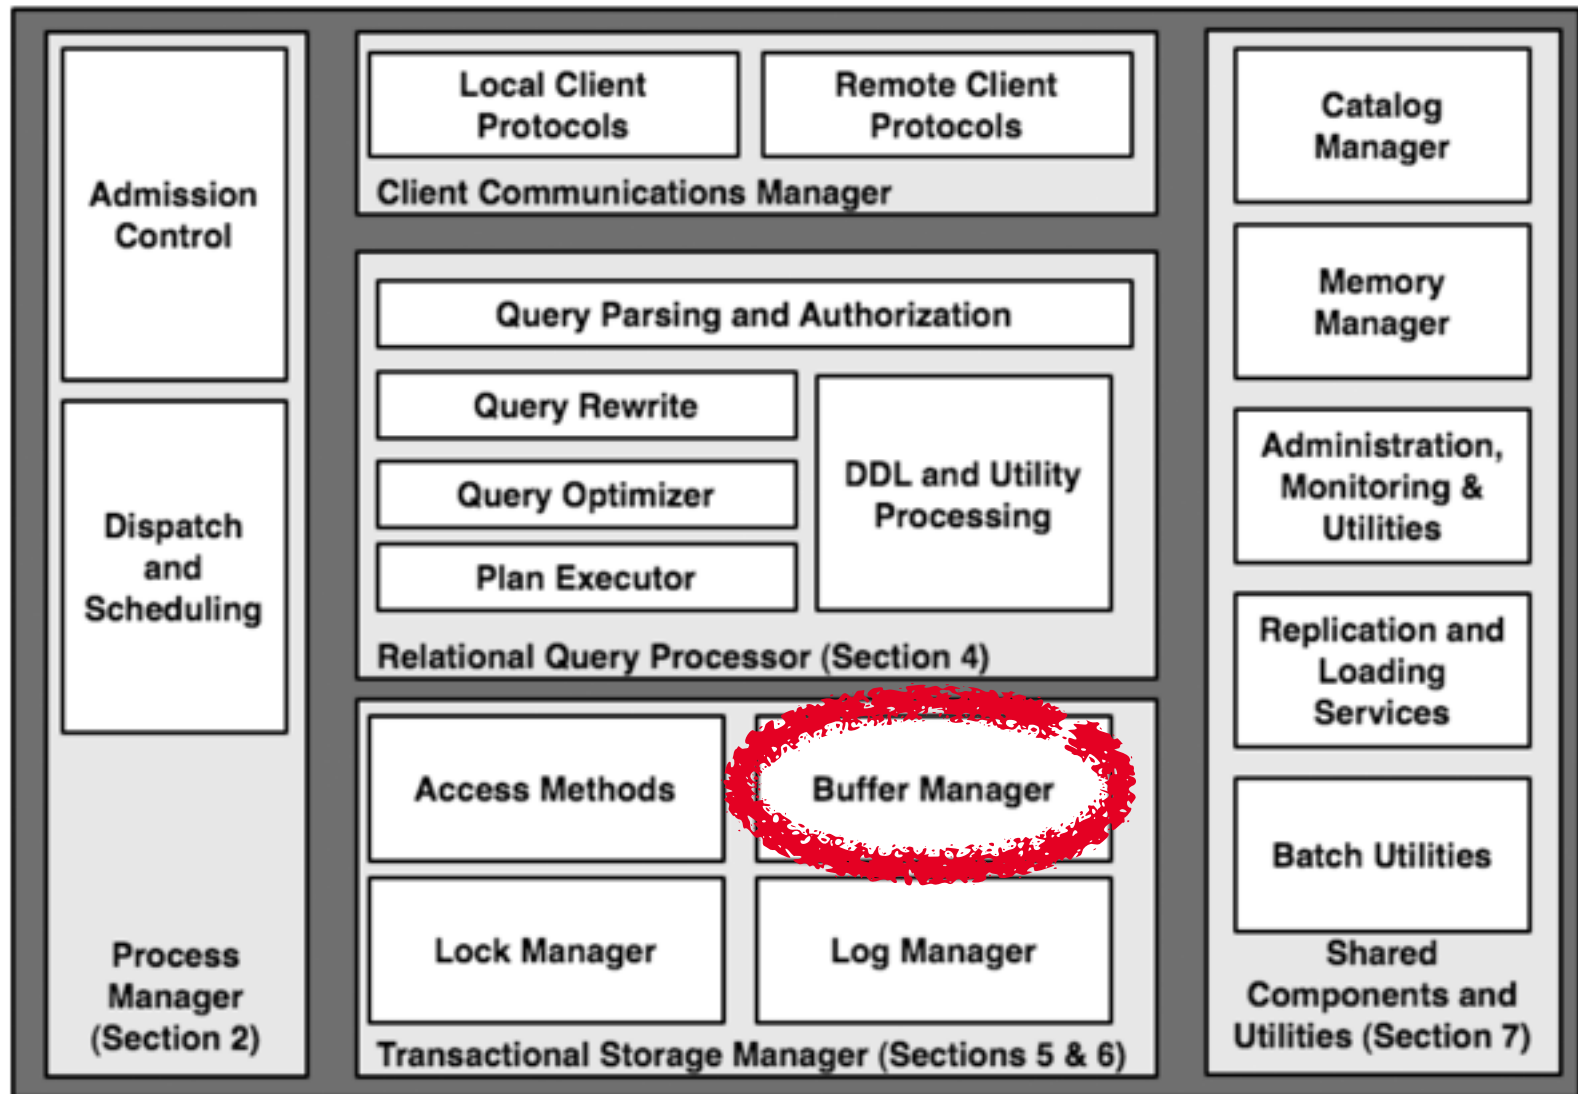 Admission
Control
Dispatch
and
Scheduling
Process
Manager
(Section 2)
Local Client
Protocols
Remote Client
Protocols
Client Communications Manager
Query Parsing and Authorization
Query Rewrite
Query Optimizer
Plan Executor
DDL and Utility
Processing
Relational Query Processor (Section 4)
Access Methods
Buffer Manager
Lock Manager
Log Manager
Transactional Storage Manager (Sections 5 & 6)
Catalog
Manager
Memory
Manager
Administration,
Monitoring &
Utilities
Replication and
Loading
Services
Batch Utilities
Shared
Components and
Utilities (Section 7)